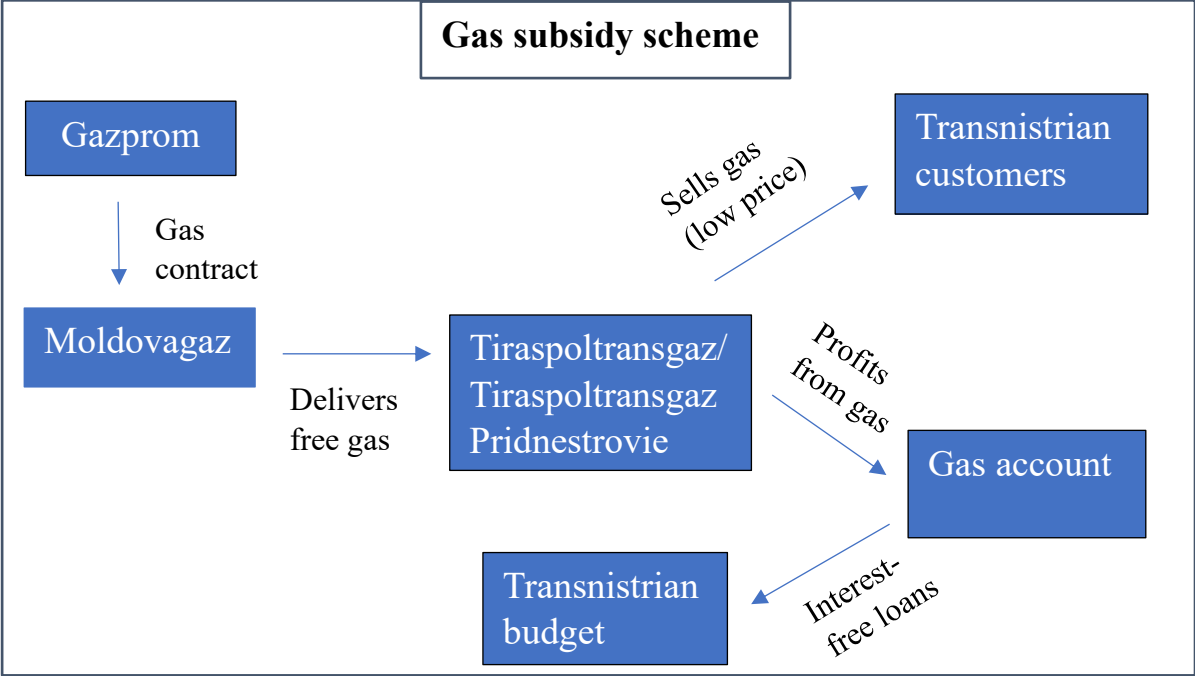 Gas subsidy scheme
Gazprom
Gas
contract
Moldovagaz
Delivers
free gas
Tiraspoltransgaz/
Tiraspoltransgaz
Pridnestrovie
Sells gas
(low price)
Transnistrian
customers
Profits
from gas
Gas account
Interest-
free loans
Transnistrian
budget